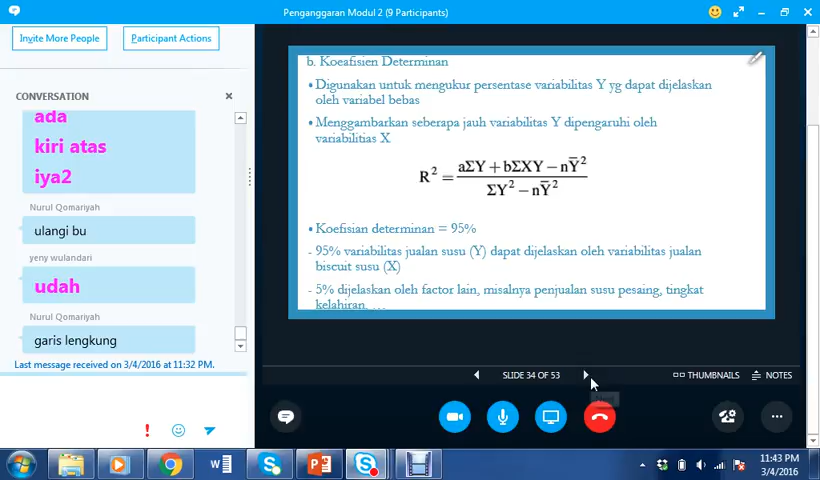 Penganggaran Modul 2 (9 Participants)
Invite More People
Participant Actions
CONVERSATION
ada
kiri atas
iya2
Nurul Qomariyah
ulangi bu
yeny wulandari
udah
Nurul Qomariyah
garis lengkung
Last message received on 3/4/2016 at 11:32 PM.
b. Koeafisien Determinan
• Digunakan untuk mengukur persentase variabilitas Y yg dapat dijelaskan
oleh variabel bebas
• Menggambarkan seberapa jauh variabilitas Y dipengaruhi oleh
variabilitias X
R² = (aΣY + bΣXY − nȲ²) / (ΣY² − nȲ²)
• Koefisian determinan = 95%
- 95% variabilitas jualan susu (Y) dapat dijelaskan oleh variabilitas jualan
biscuit susu (X)
- 5% dijelaskan oleh factor lain, misalnya penjualan susu pesaing, tingkat
kelahiran, ...
SLIDE 34 OF 53
THUMBNAILS
NOTES
11:43 PM
3/4/2016